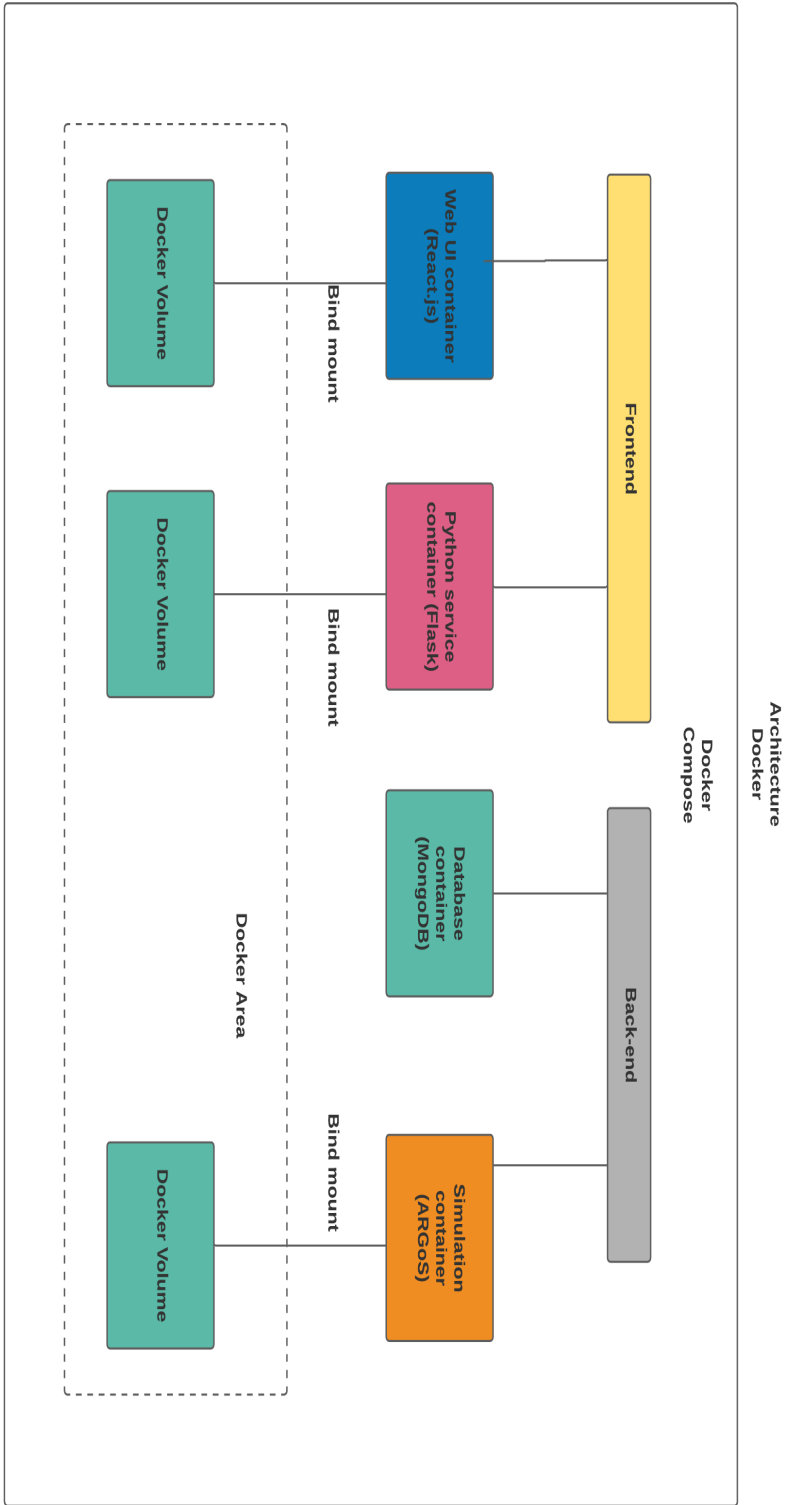 Architecture
Docker
Docker
Compose
Frontend
Back-end
Web UI container
(React.js)
Python service
container (Flask)
Database
container
(MongoDB)
Simulation
container
(ARGoS)
Bind mount
Bind mount
Bind mount
Docker Area
Docker Volume
Docker Volume
Docker Volume